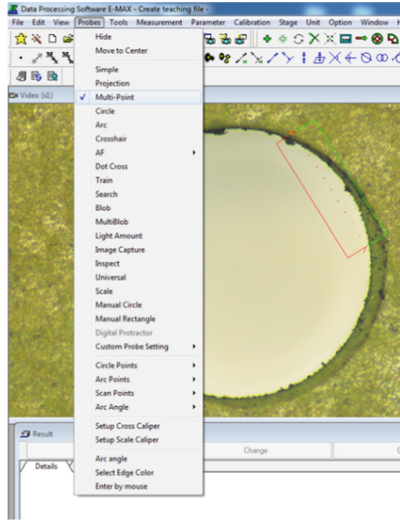 Data Processing Software E-MAX - Create teaching file -
File Edit View Probes Tools Measurement Parameter Calibration Stage Unit Option Window
Hide
Move to Center
Simple
Projection
Multi-Point
Circle
Arc
Crosshair
AF
Dot Cross
Train
Search
Blob
MultiBlob
Light Amount
Image Capture
Inspect
Universal
Scale
Manual Circle
Manual Rectangle
Digital Protractor
Custom Probe Setting
Circle Points
Arc Points
Scan Points
Arc Angle
Setup Cross Caliper
Setup Scale Caliper
Arc angle
Select Edge Color
Enter by mouse
Video (x1)
Result
Change
Details